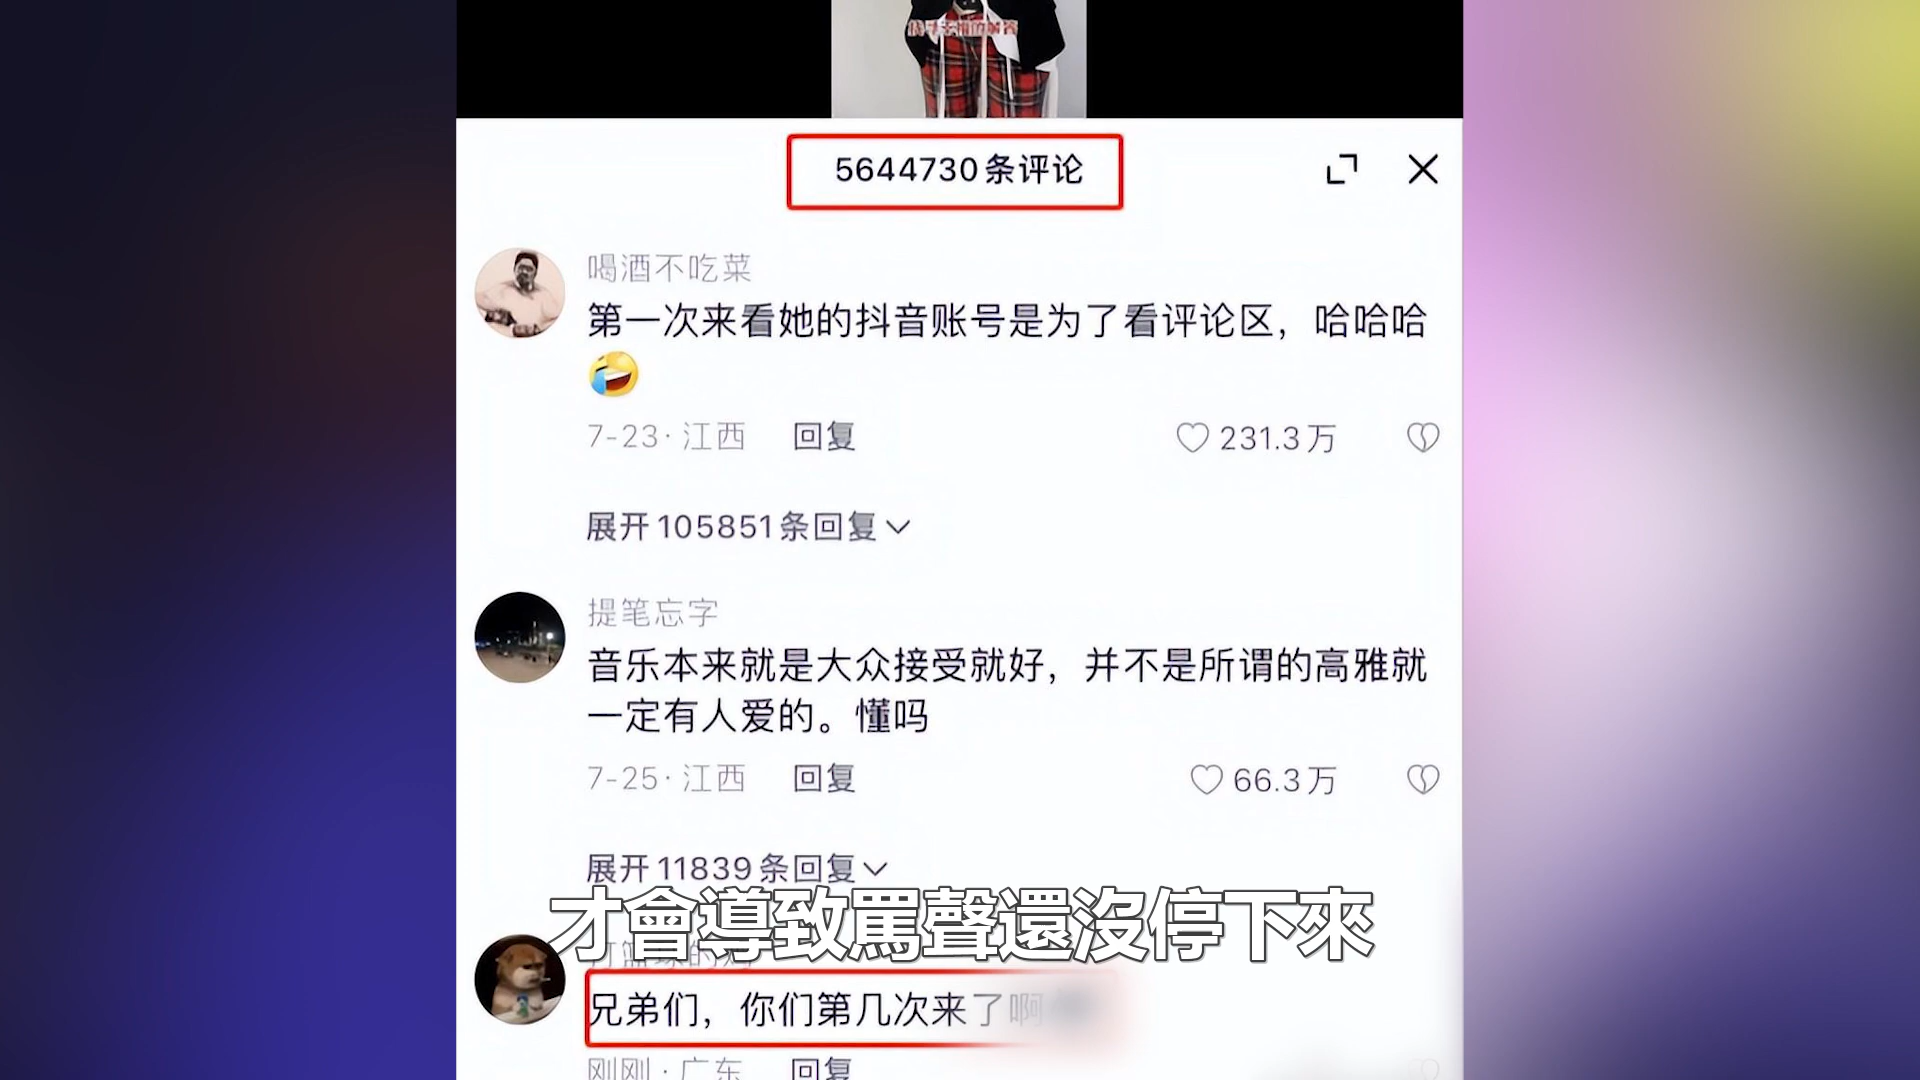 5644730条评论
喝酒不吃菜
第一次来看她的抖音账号是为了看评论区，哈哈哈
7-23·江西 回复 231.3万
展开105851条回复
提笔忘字
音乐本来就是大众接受就好，并不是所谓的高雅就
一定有人爱的。懂吗
7-25·江西 回复 66.3万
展开11839条回复
才會導致罵聲還沒停下來
兄弟们，你们第几次来了啊
刚刚·广东 回复